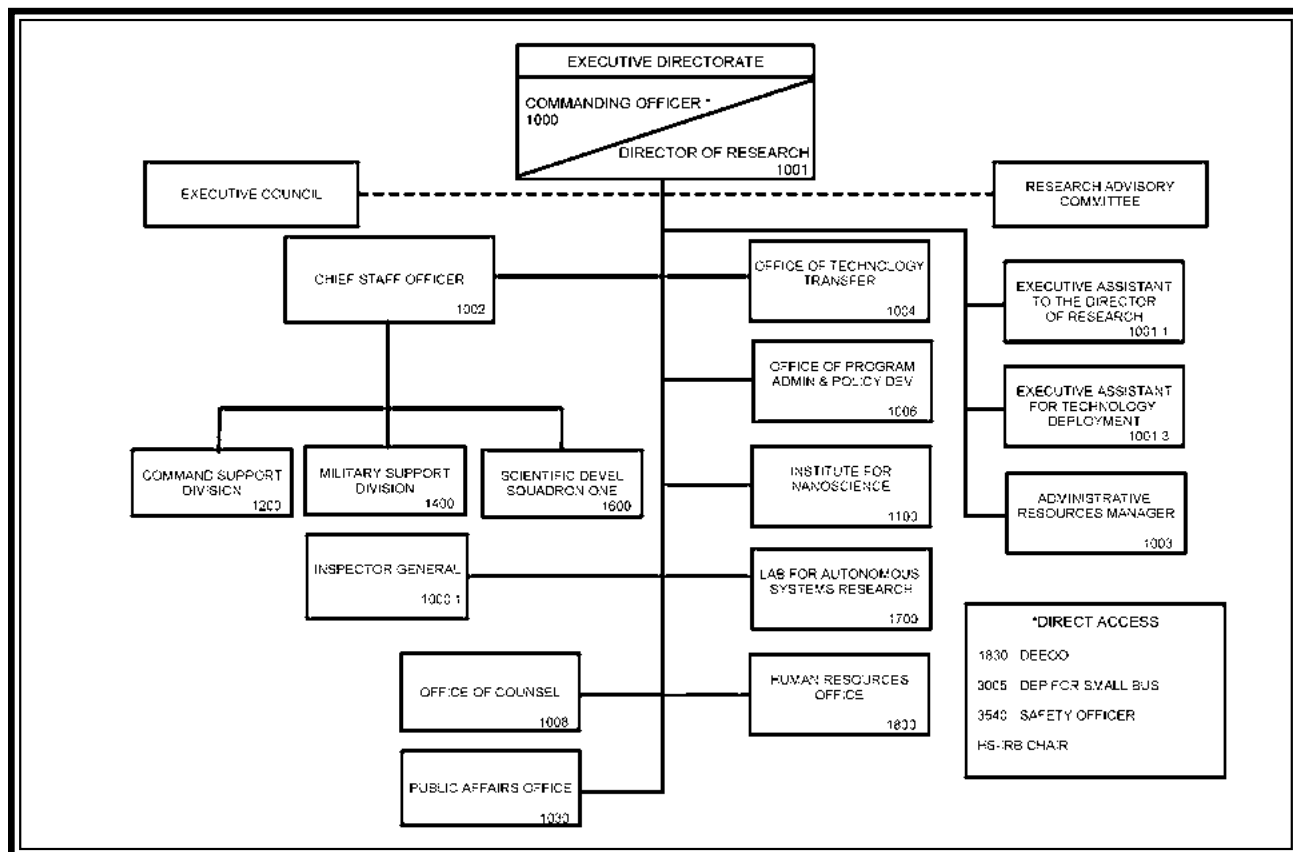 EXECUTIVE DIRECTORATE
COMMANDING OFFICER *
1000
DIRECTOR OF RESEARCH
1001
EXECUTIVE COUNCIL
RESEARCH ADVISORY
COMMITTEE
CHIEF STAFF OFFICER
1002
OFFICE OF TECHNOLOGY
TRANSFER
1004
EXECUTIVE ASSISTANT
TO THE DIRECTOR
OF RESEARCH
1001.1
OFFICE OF PROGRAM
ADMIN & POLICY DEV
1006
EXECUTIVE ASSISTANT
FOR TECHNOLOGY
DEPLOYMENT
1001.3
COMMAND SUPPORT
DIVISION
1200
MILITARY SUPPORT
DIVISION
1400
SCIENTIFIC DEVEL
SQUADRON ONE
1600
INSTITUTE FOR
NANOSCIENCE
1100
ADMINISTRATIVE
RESOURCES MANAGER
1003
INSPECTOR GENERAL
1000.1
LAB FOR AUTONOMOUS
SYSTEMS RESEARCH
1700
OFFICE OF COUNSEL
1008
HUMAN RESOURCES
OFFICE
1800
PUBLIC AFFAIRS OFFICE
1030
*DIRECT ACCESS
1830 DEEOO
3005 DEP FOR SMALL BUS
3540 SAFETY OFFICER
HS-IRB CHAIR